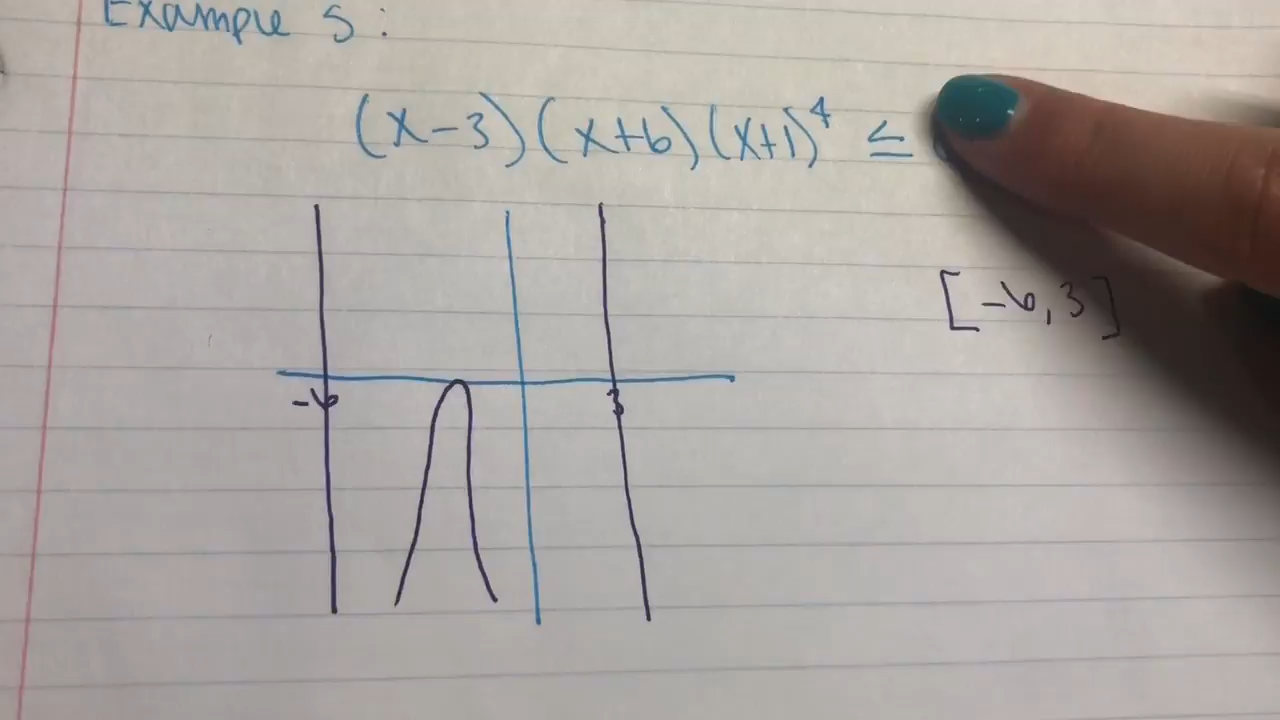 Example 5:
(x-3)(x+6)(x+1)⁴ ≤
[-6,3]
-6 3